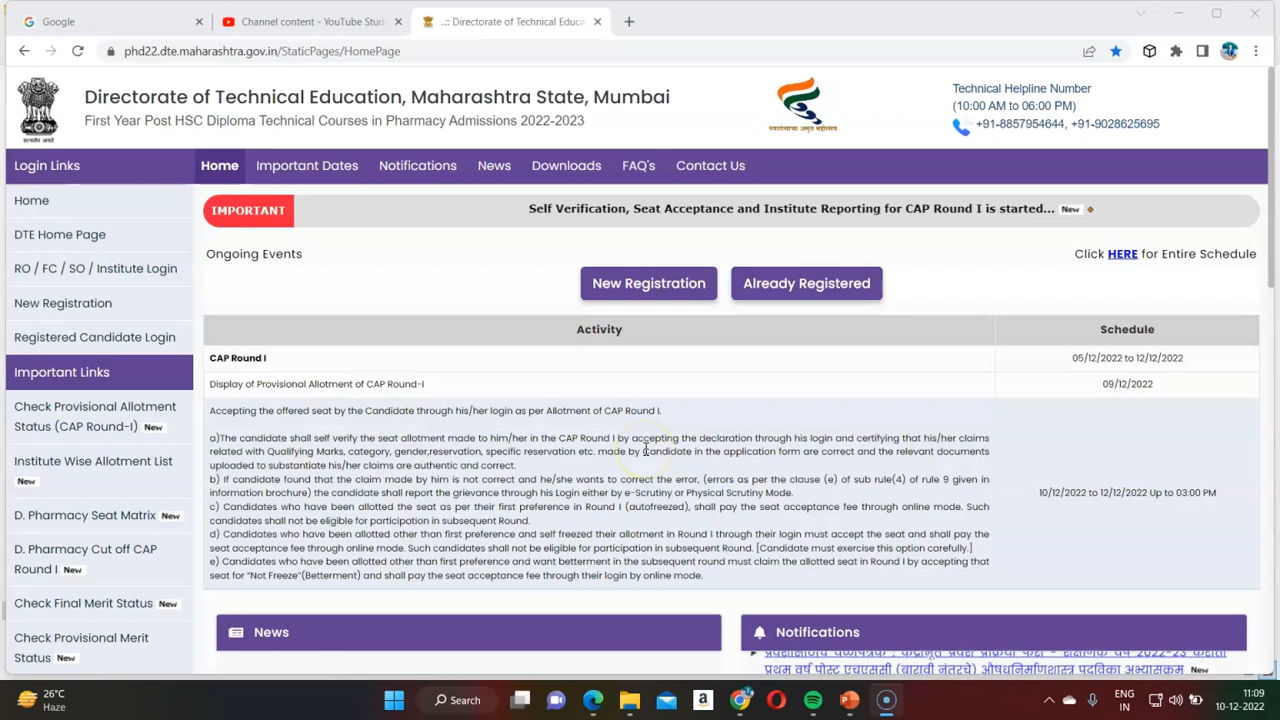 Google
Channel content - YouTube Stud
..:: Directorate of Technical Educa
phd22.dte.maharashtra.gov.in/StaticPages/HomePage
Directorate of Technical Education, Maharashtra State, Mumbai
First Year Post HSC Diploma Technical Courses in Pharmacy Admissions 2022-2023
Technical Helpline Number
(10:00 AM to 06:00 PM)
+91-8857954644, +91-9028625695
Login Links
Home Important Dates Notifications News Downloads FAQ's Contact Us
Home
DTE Home Page
RO / FC / SO / Institute Login
New Registration
Registered Candidate Login
Important Links
Check Provisional Allotment
Status (CAP Round-I) New
Institute Wise Allotment List
New
D. Pharmacy Seat Matrix New
D. Pharmacy Cut off CAP
Round I New
Check Final Merit Status New
Check Provisional Merit
Status New
IMPORTANT
Self Verification, Seat Acceptance and Institute Reporting for CAP Round I is started... New
Ongoing Events
Click HERE for Entire Schedule
New Registration
Already Registered
Activity Schedule
CAP Round I 05/12/2022 to 12/12/2022
Display of Provisional Allotment of CAP Round-I 09/12/2022
Accepting the offered seat by the Candidate through his/her login as per Allotment of CAP Round I.
a)The candidate shall self verify the seat allotment made to him/her in the CAP Round I by accepting the declaration through his login and certifying that his/her claims
related with Qualifying Marks, category, gender,reservation, specific reservation etc. made by candidate in the application form are correct and the relevant documents
uploaded to substantiate his/her claims are authentic and correct.
b) If candidate found that the claim made by him is not correct and he/she wants to correct the error, (errors as per the clause (e) of sub rule(4) of rule 9 given in
information brochure) the candidate shall report the grievance through his Login either by e-Scrutiny or Physical Scrutiny Mode.
c) Candidates who have been allotted the seat as per their first preference in Round I (autofreezed), shall pay the seat acceptance fee through online mode. Such
candidates shall not be eligible for participation in subsequent Round.
d) Candidates who have been allotted other than first preference and self freezed their allotment in Round I through their login must accept the seat and shall pay the
seat acceptance fee through online mode. Such candidates shall not be eligible for participation in subsequent Round. [Candidate must exercise this option carefully.]
e) Candidates who have been allotted other than first preference and want betterment in the subsequent round must claim the allotted seat in Round I by accepting that
seat for “Not Freeze”(Betterment) and shall pay the seat acceptance fee through their login by online mode.
10/12/2022 to 12/12/2022 Up to 03:00 PM
News
Notifications
प्रथम वर्ष पोस्ट एचएससी (बारावी नंतरचे) औषधनिर्माणशास्त्र पदविका अभ्यासक्रम New
26°C
Haze
Search
ENG
IN
11:09
10-12-2022